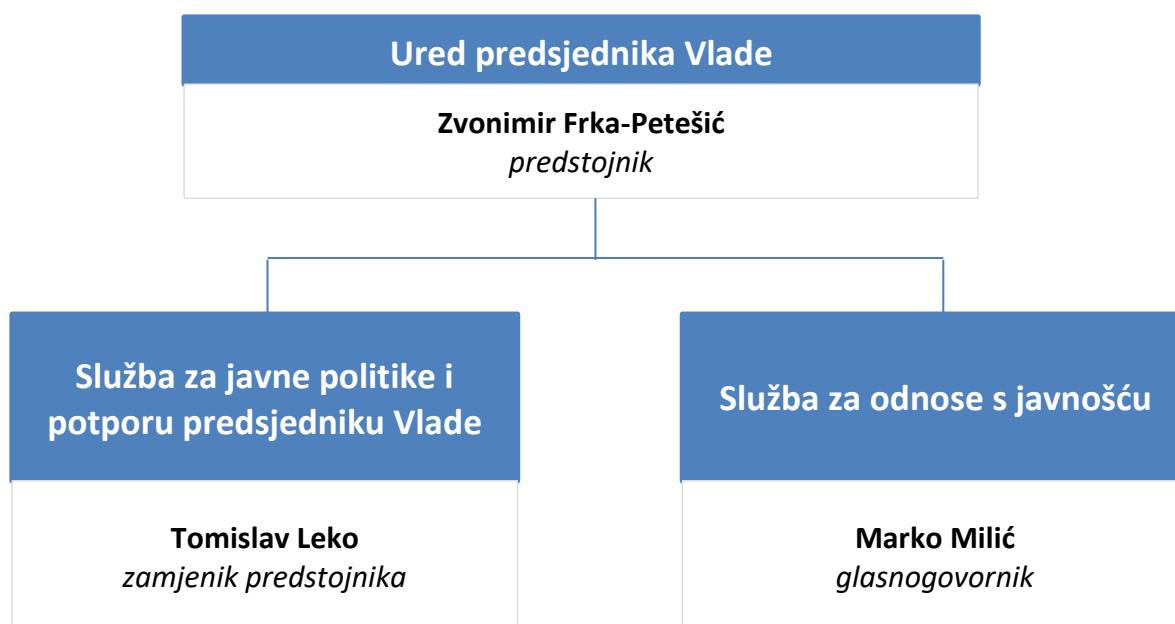 Ured predsjednika Vlade
Zvonimir Frka-Petešić
predstojnik
Služba za javne politike i
potporu predsjedniku Vlade
Tomislav Leko
zamjenik predstojnika
Služba za odnose s javnošću
Marko Milić
glasnogovornik